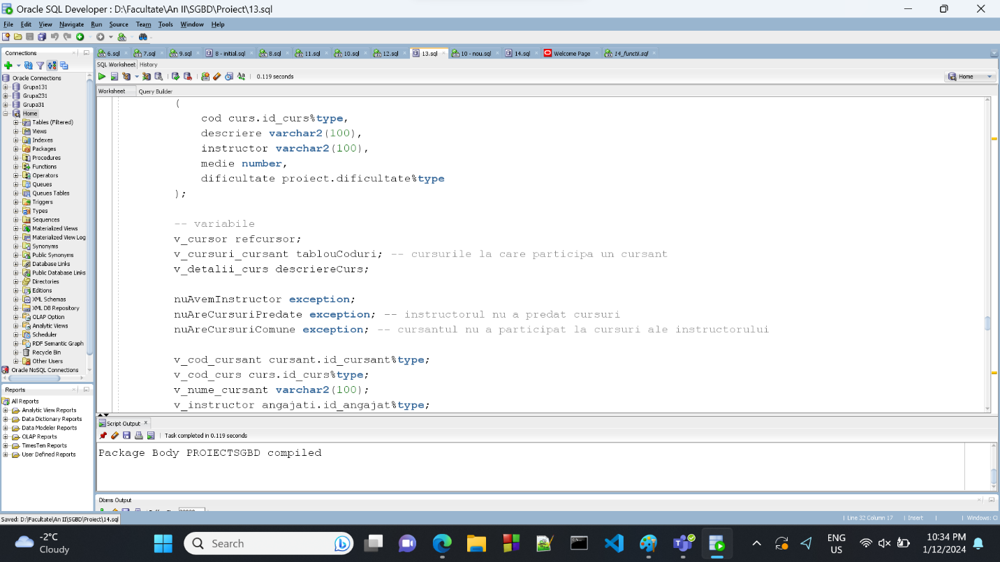 Oracle SQL Developer : D:\Facultate\An II\SGBD\Proiect\13.sql
File Edit View Navigate Run Source Team Tools Window Help
Connections
Oracle Connections
Grupa131
Grupa231
Grupa31
Home
Tables (Filtered)
Views
Indexes
Packages
Procedures
Functions
Operators
Queues
Queues Tables
Triggers
Types
Sequences
Materialized Views
Materialized View Log
Synonyms
Public Synonyms
Database Links
Public Database Links
Directories
Editions
XML Schemas
XML DB Repository
OLAP Option
Analytic Views
Scheduler
RDF Semantic Graph
Recycle Bin
Other Users
Oracle NoSQL Connections
Reports
All Reports
Analytic View Reports
Data Dictionary Reports
Data Modeler Reports
OLAP Reports
TimesTen Reports
User Defined Reports
6.sql 7.sql 9.sql 8 - initial.sql 8.sql 11.sql 10.sql 12.sql 13.sql 10 - nou.sql 14.sql Welcome Page 14_functii.sql
SQL Worksheet History
0.119 seconds
Home
Worksheet Query Builder
(
cod curs.id_curs%type,
descriere varchar2(100),
instructor varchar2(100),
medie number,
dificultate proiect.dificultate%type
);
-- variabile
v_cursor refcursor;
v_cursuri_cursant tablouCoduri; -- cursurile la care participa un cursant
v_detalii_curs descriereCurs;
nuAvemInstructor exception;
nuAreCursuriPredate exception; -- instructorul nu a predat cursuri
nuAreCursuriComune exception; -- cursantul nu a participat la cursuri ale instructorului
v_cod_cursant cursant.id_cursant%type;
v_cod_curs curs.id_curs%type;
v_nume_cursant varchar2(100);
v_instructor angajati.id_angajat%type;
Script Output
Task completed in 0.119 seconds
Package Body PROIECTSGBD compiled
Dbms Output
Saved: D:\Facultate\An II\SGBD\Proiect\14.sql
Line 32 Column 17 Insert Windows: C
-2°C
Cloudy
Search
ENG
US
10:34 PM
1/12/2024